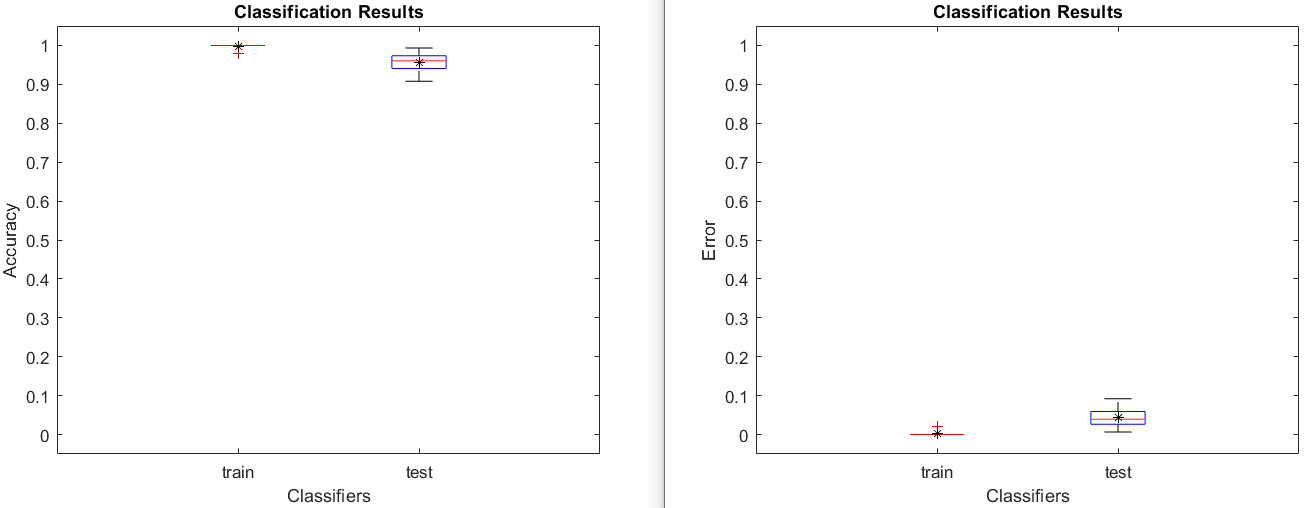 Classification Results
1
0.9
0.8
0.7
0.6
0.5
0.4
0.3
0.2
0.1
0
Accuracy
train test
Classifiers
Classification Results
1
0.9
0.8
0.7
0.6
0.5
0.4
0.3
0.2
0.1
0
Error
train test
Classifiers